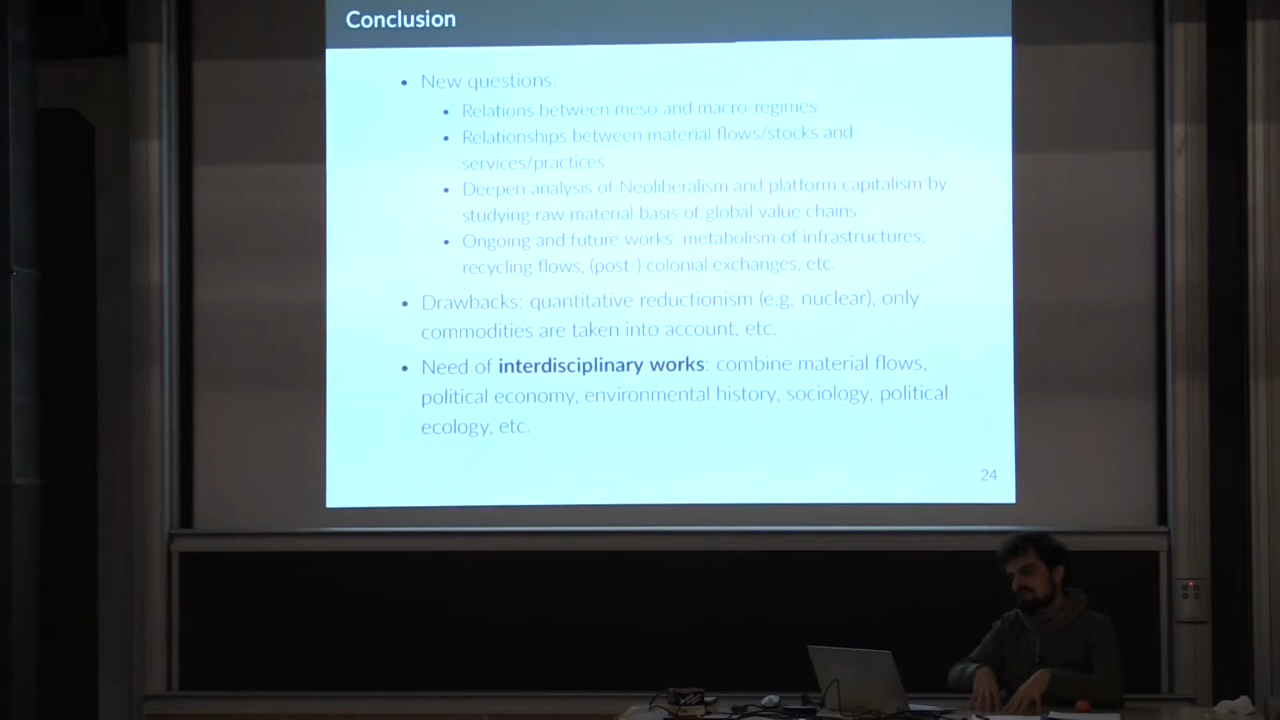 Conclusion
• New questions:
• Relations between meso and macro-regimes
• Relationships between material flows/stocks and
services/practices
• Deepen analysis of Neoliberalism and platform capitalism by
studying raw material basis of global value chains
• Ongoing and future works: metabolism of infrastructures,
recycling flows, (post-) colonial exchanges, etc.
• Drawbacks: quantitative reductionism (e.g. nuclear), only
commodities are taken into account, etc.
• Need of interdisciplinary works: combine material flows,
political economy, environmental history, sociology, political
ecology, etc.
24